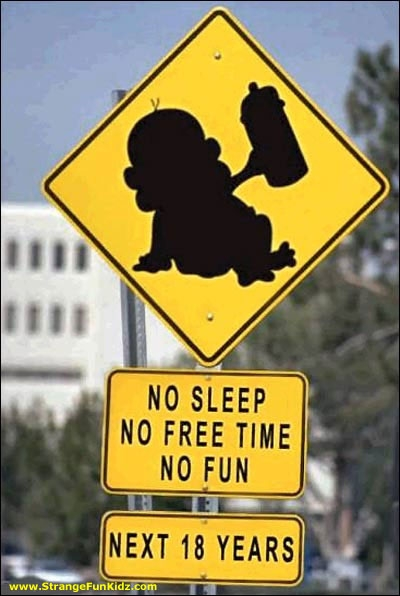 NO SLEEP
NO FREE TIME
NO FUN
NEXT 18 YEARS
www.StrangeFunKidz.com